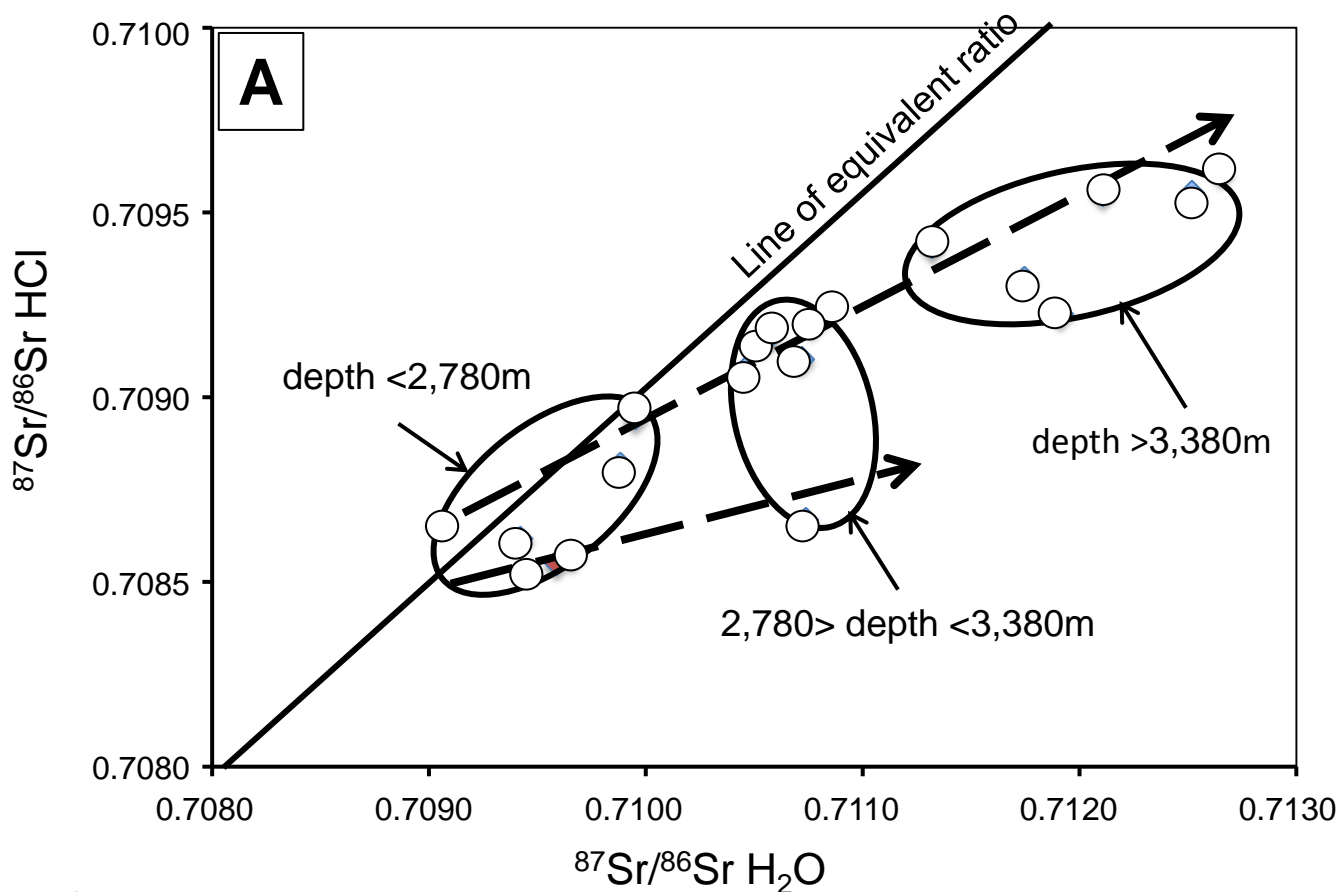 0.7100
A
Line of equivalent ratio
0.7095
depth <2,780m
0.7090
depth >3,380m
0.7085
2,780> depth <3,380m
0.7080
0.7080 0.7090 0.7100 0.7110 0.7120 0.7130
87Sr/86Sr HCl
87Sr/86Sr H2O